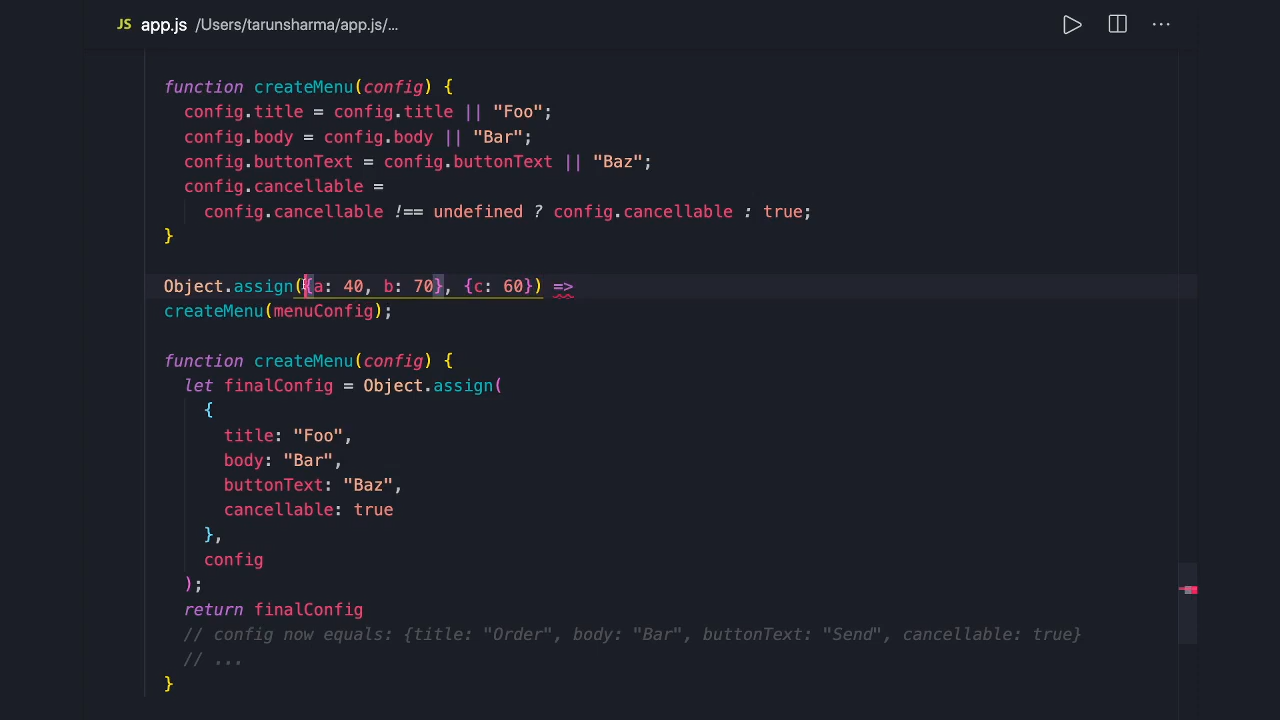 JS app.js /Users/tarunsharma/app.js/...
function createMenu(config) {
config.title = config.title || "Foo";
config.body = config.body || "Bar";
config.buttonText = config.buttonText || "Baz";
config.cancellable =
config.cancellable !== undefined ? config.cancellable : true;
}
Object.assign({a: 40, b: 70}, {c: 60}) =>
createMenu(menuConfig);
function createMenu(config) {
let finalConfig = Object.assign(
{
title: "Foo",
body: "Bar",
buttonText: "Baz",
cancellable: true
},
config
);
return finalConfig
// config now equals: {title: "Order", body: "Bar", buttonText: "Send", cancellable: true}
// ...
}